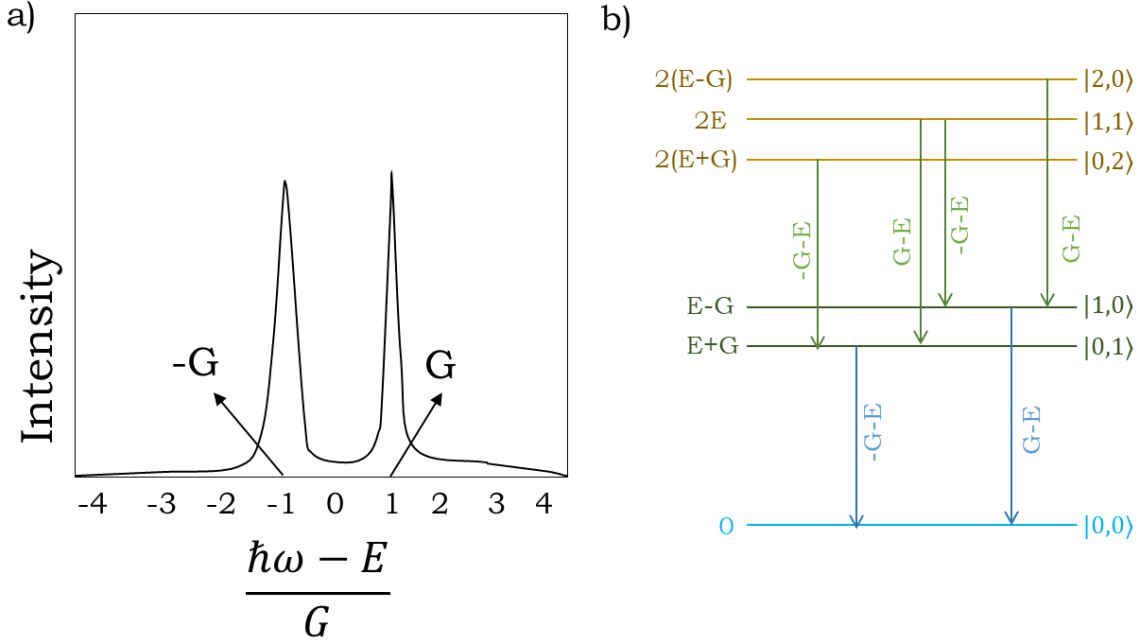 a)
Intensity
-G
G
-4 -3 -2 -1 0 1 2 3 4
ħω − E
G
b)
2(E-G) |2,0⟩
2E |1,1⟩
2(E+G) |0,2⟩
-G-E G-E -G-E G-E
E-G |1,0⟩
E+G |0,1⟩
-G-E G-E
0 |0,0⟩